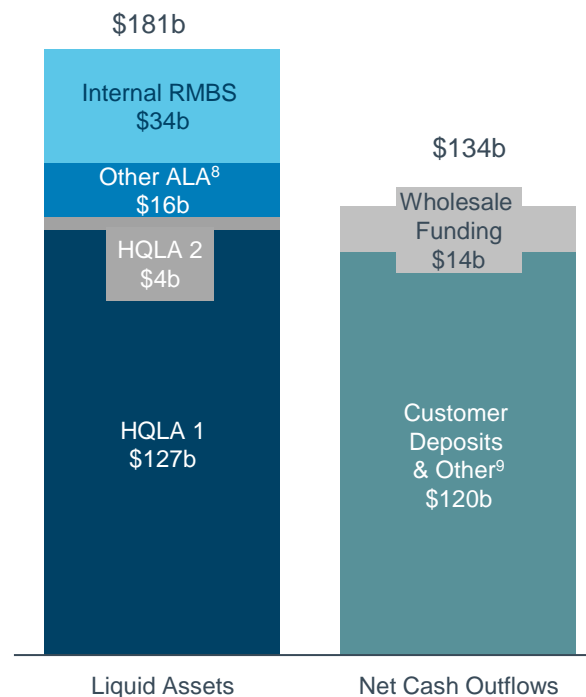 $181b
Internal RMBS
$34b
Other ALA⁸
$16b
HQLA 2
$4b
HQLA 1
$127b
Liquid Assets
$134b
Wholesale
Funding
$14b
Customer
Deposits
& Other⁹
$120b
Net Cash Outflows